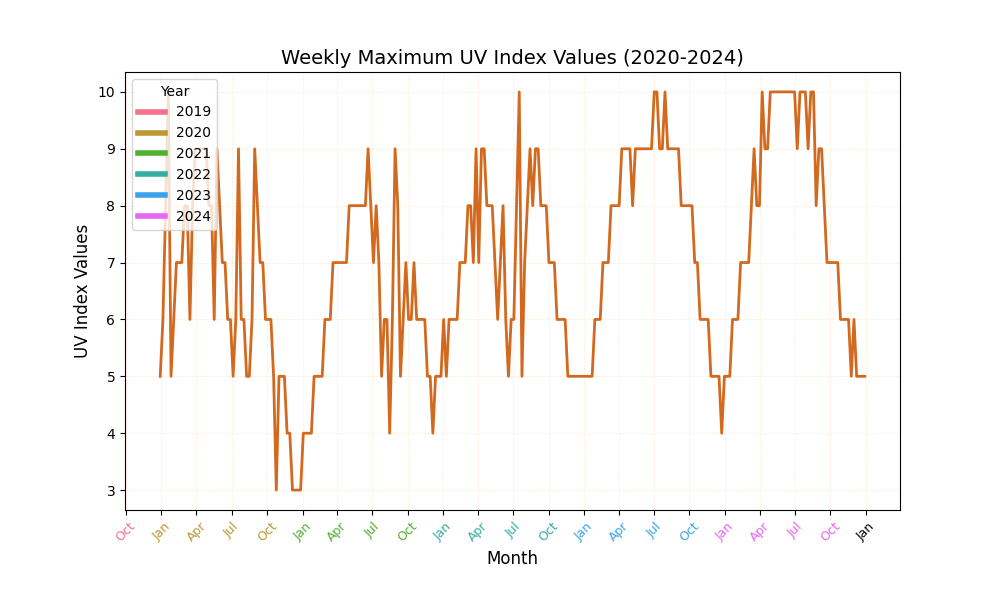 Weekly Maximum UV Index Values (2020-2024)
UV Index Values
10
9
8
7
6
5
4
3
Year
2019
2020
2021
2022
2023
2024
Oct Jan Apr Jul Oct Jan Apr Jul Oct Jan Apr Jul Oct Jan Apr Jul Oct Jan Apr Jul Oct Jan
Month